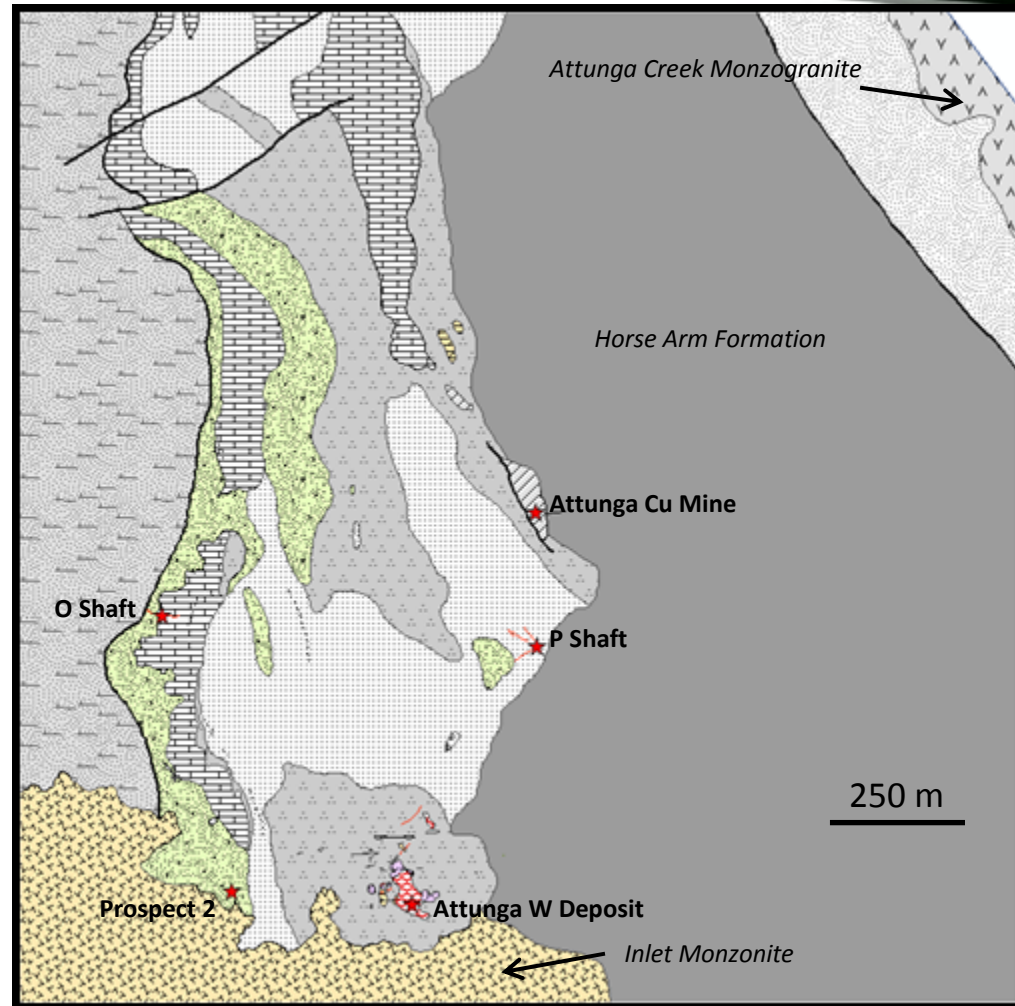 Attunga Creek Monzogranite
Horse Arm Formation
Attunga Cu Mine
O Shaft
P Shaft
250 m
Prospect 2
Attunga W Deposit
Inlet Monzonite